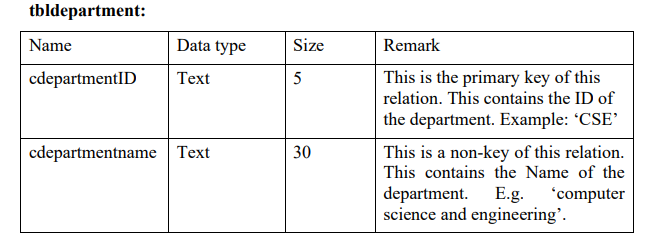 tbldepartment:
Name Data type Size Remark
cdepartmentID Text 5 This is the primary key of this
relation. This contains the ID of
the department. Example: ‘CSE’
cdepartmentname Text 30 This is a non-key of this relation.
This contains the Name of the
department. E.g. ‘computer
science and engineering’.